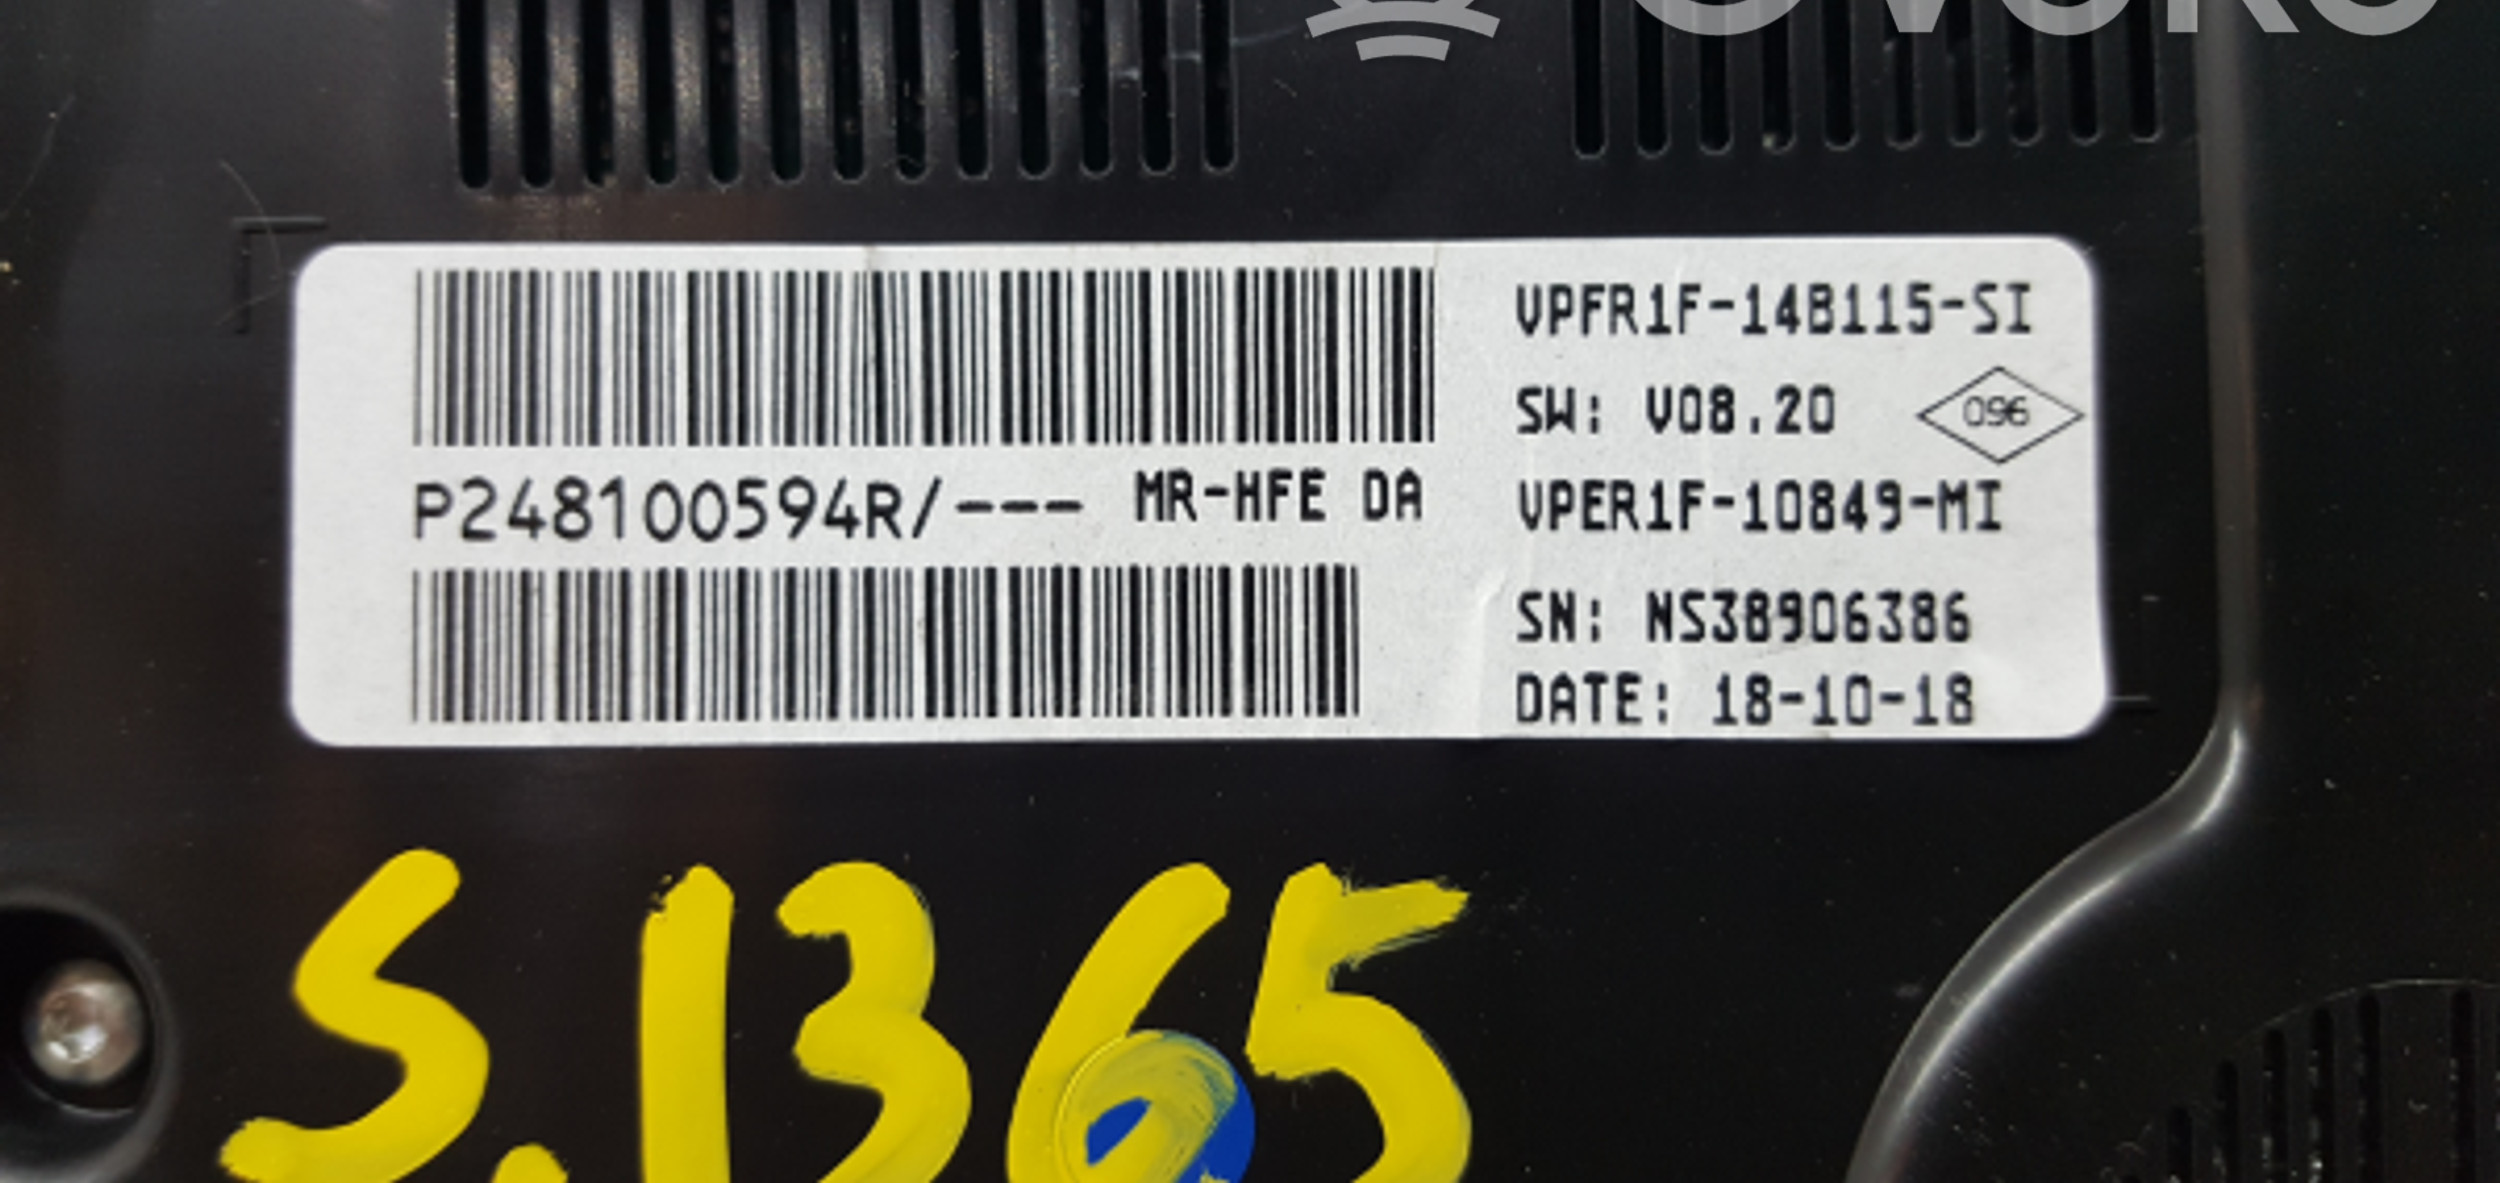 VPFR1F-14B115-SI
SW: V08.20
096
P248100594R/--- MR-HFE DA
VPER1F-10849-MI
SN: NS38906386
DATE: 18-10-18
S.1365